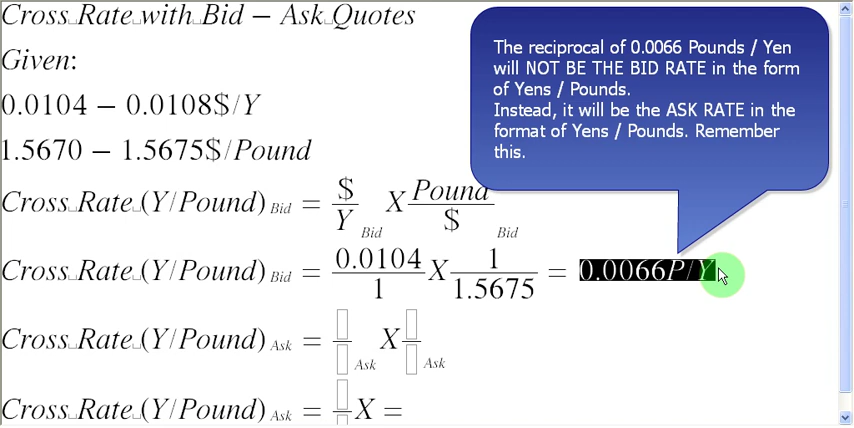 Cross Rate with Bid – Ask Quotes
Given:
0.0104 – 0.0108$/Y
1.5670 – 1.5675$/Pound
The reciprocal of 0.0066 Pounds / Yen
will NOT BE THE BID RATE in the form
of Yens / Pounds.
Instead, it will be the ASK RATE in the
format of Yens / Pounds. Remember
this.
Cross Rate (Y/Pound) Bid = $/Y Bid X Pound/$ Bid
Cross Rate (Y/Pound) Bid = 0.0104/1 X 1/1.5675 = 0.0066P/Y
Cross Rate (Y/Pound) Ask = ▯/▯ Ask X ▯/▯ Ask
Cross Rate (Y/Pound) Ask = ▯/▯ X =